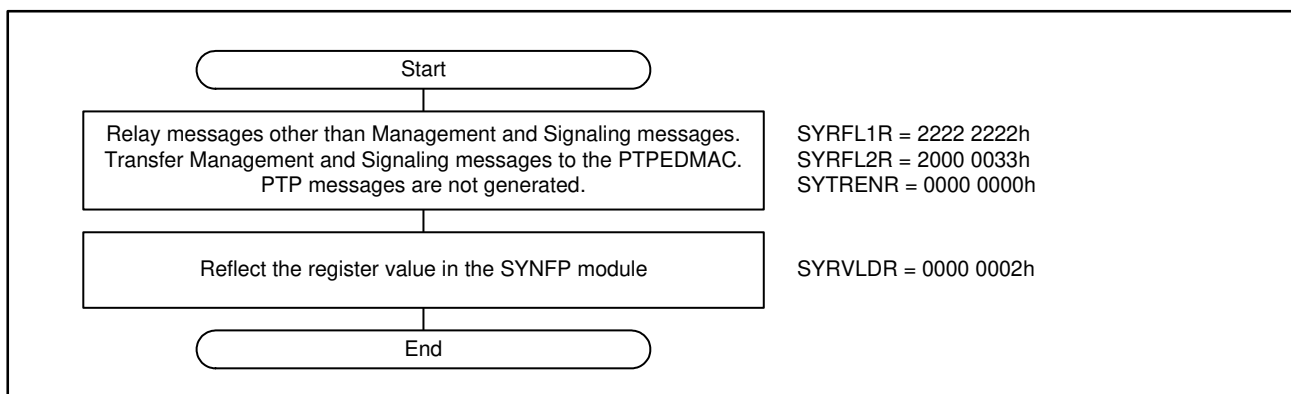 Start
Relay messages other than Management and Signaling messages.
Transfer Management and Signaling messages to the PTPEDMAC.
PTP messages are not generated.
SYRFL1R = 2222 2222h
SYRFL2R = 2000 0033h
SYTRENR = 0000 0000h
Reflect the register value in the SYNFP module
SYRVLDR = 0000 0002h
End